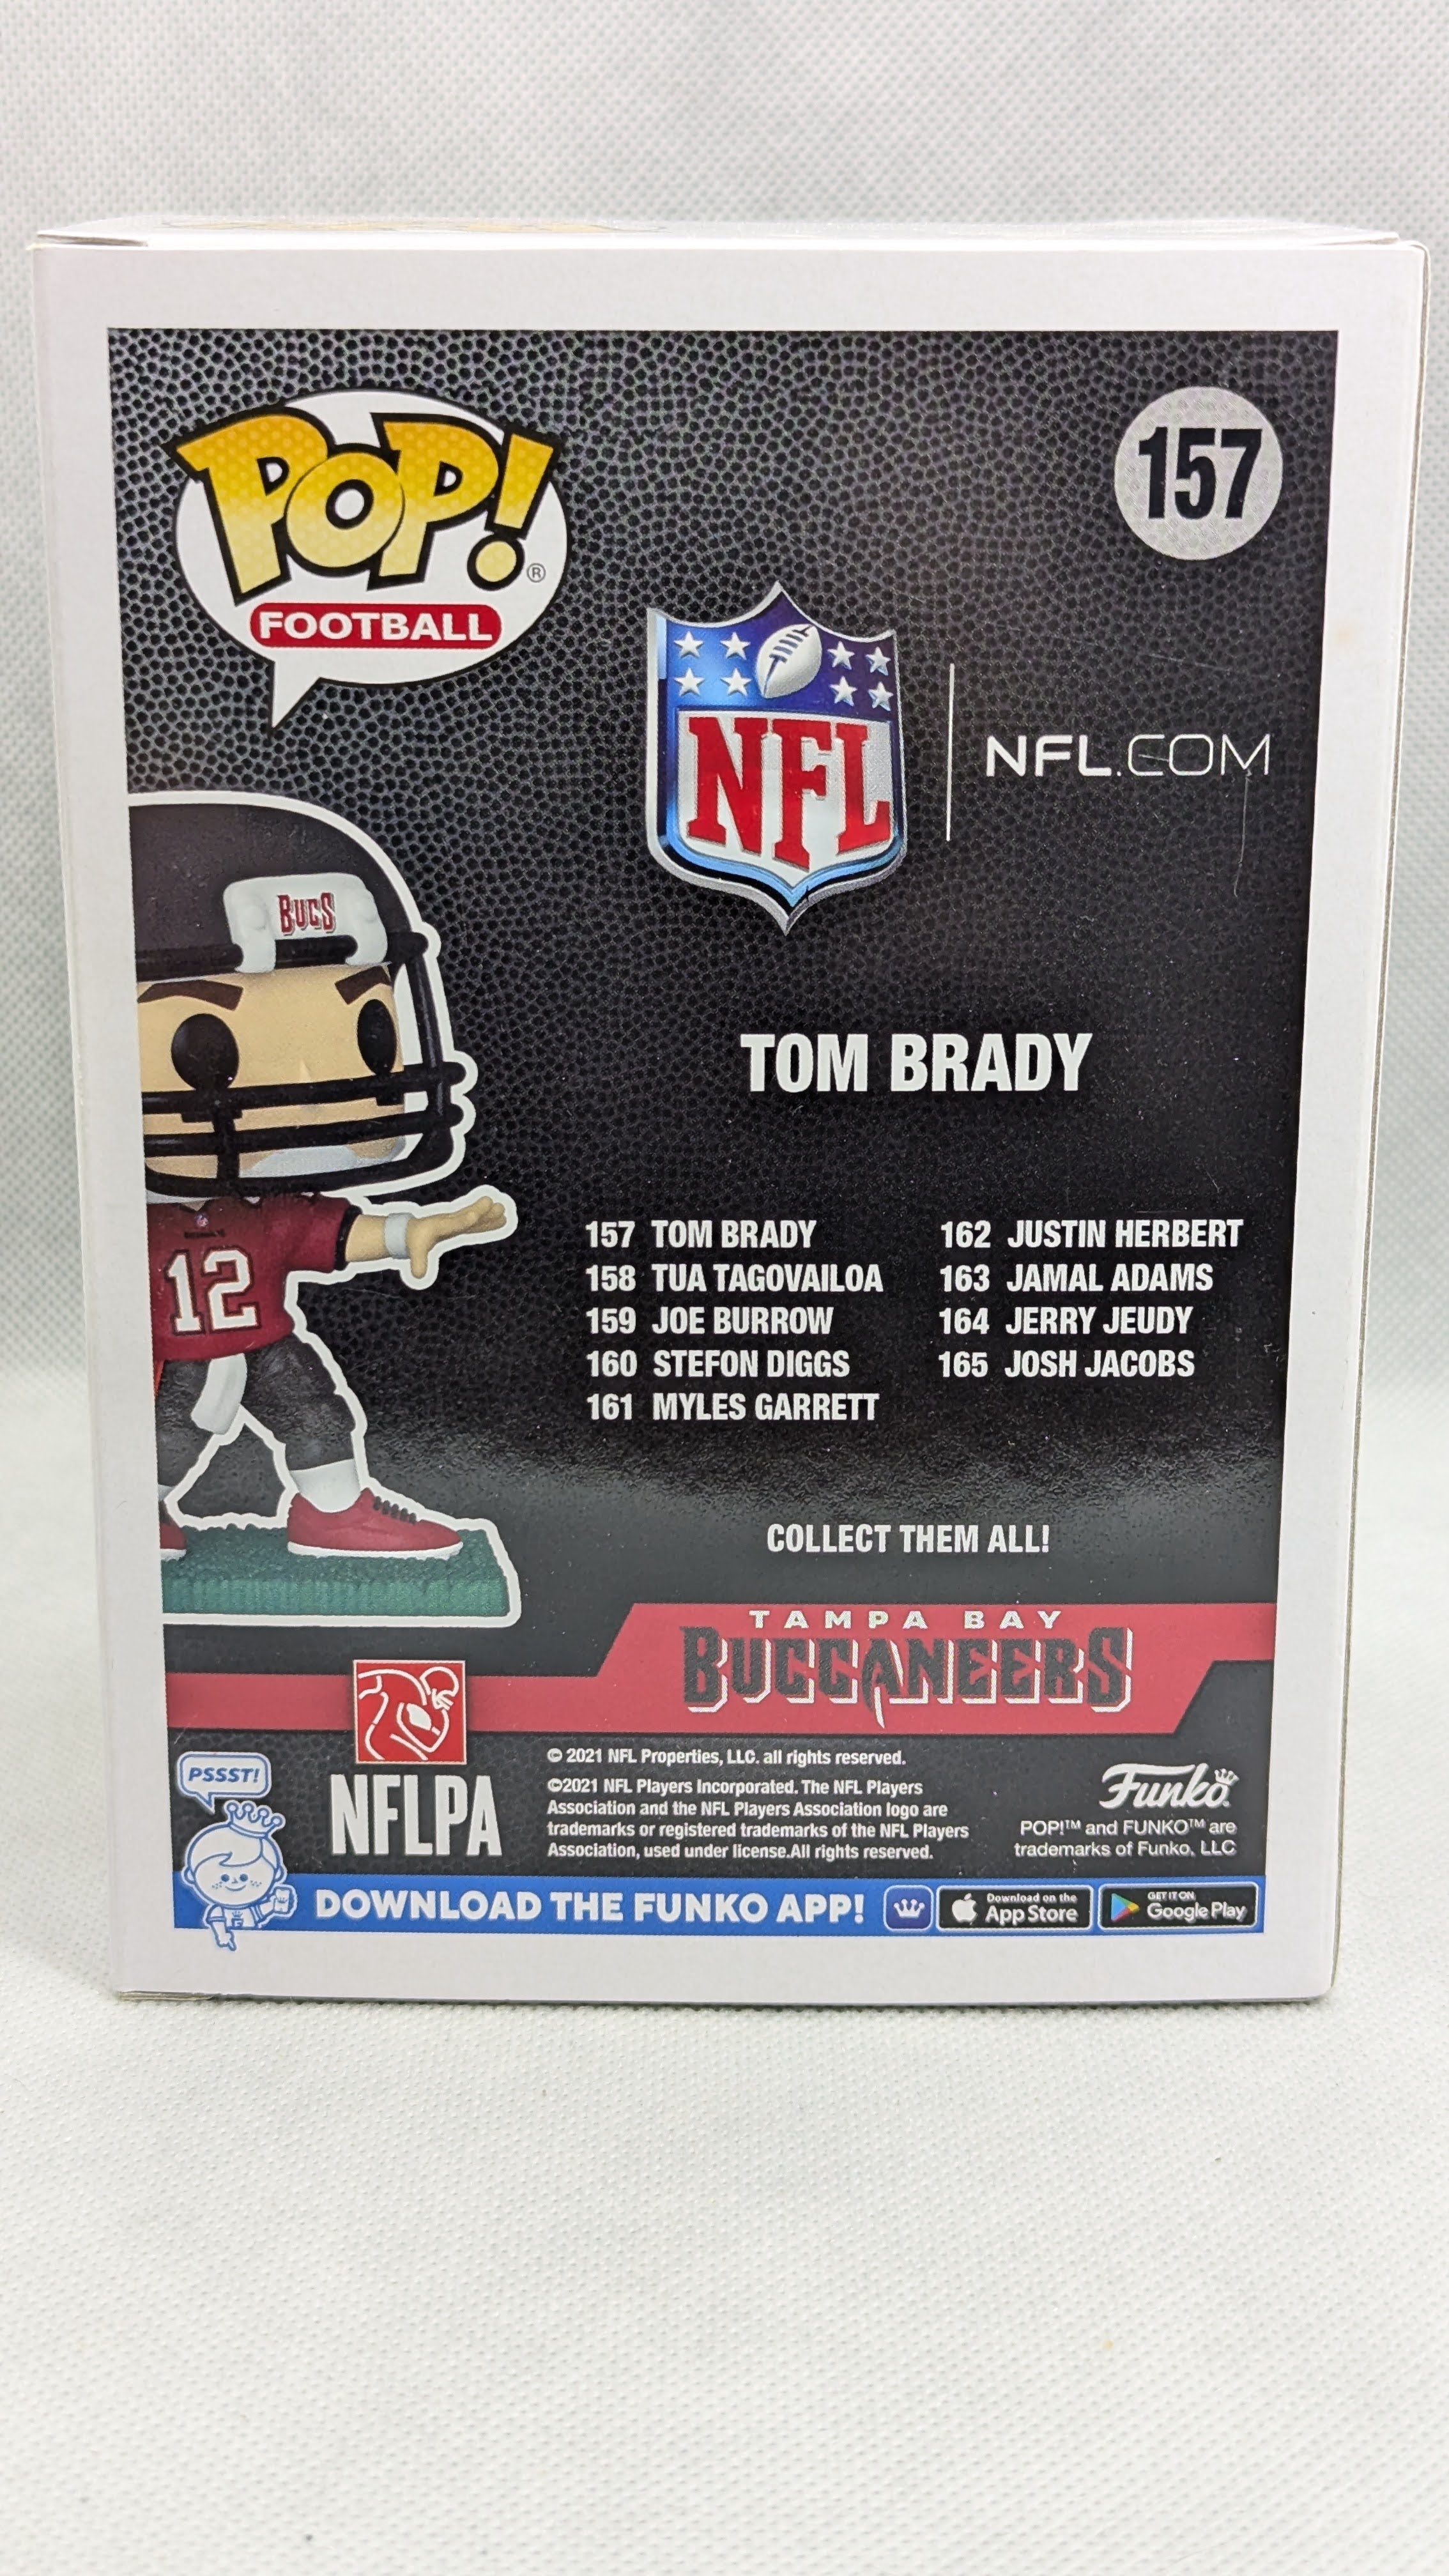 POP!®
FOOTBALL
157
NFL
NFL.COM
BUCS
12
TOM BRADY
157 TOM BRADY
158 TUA TAGOVAILOA
159 JOE BURROW
160 STEFON DIGGS
161 MYLES GARRETT
162 JUSTIN HERBERT
163 JAMAL ADAMS
164 JERRY JEUDY
165 JOSH JACOBS
COLLECT THEM ALL!
TAMPA BAY
BUCCANEERS
NFLPA
© 2021 NFL Properties, LLC. all rights reserved.
©2021 NFL Players Incorporated. The NFL Players
Association and the NFL Players Association logo are
trademarks or registered trademarks of the NFL Players
Association, used under license.All rights reserved.
Funko
POP!™ and FUNKO™ are
trademarks of Funko, LLC
PSSST!
DOWNLOAD THE FUNKO APP!
Download on the
App Store
GET IT ON
Google Play